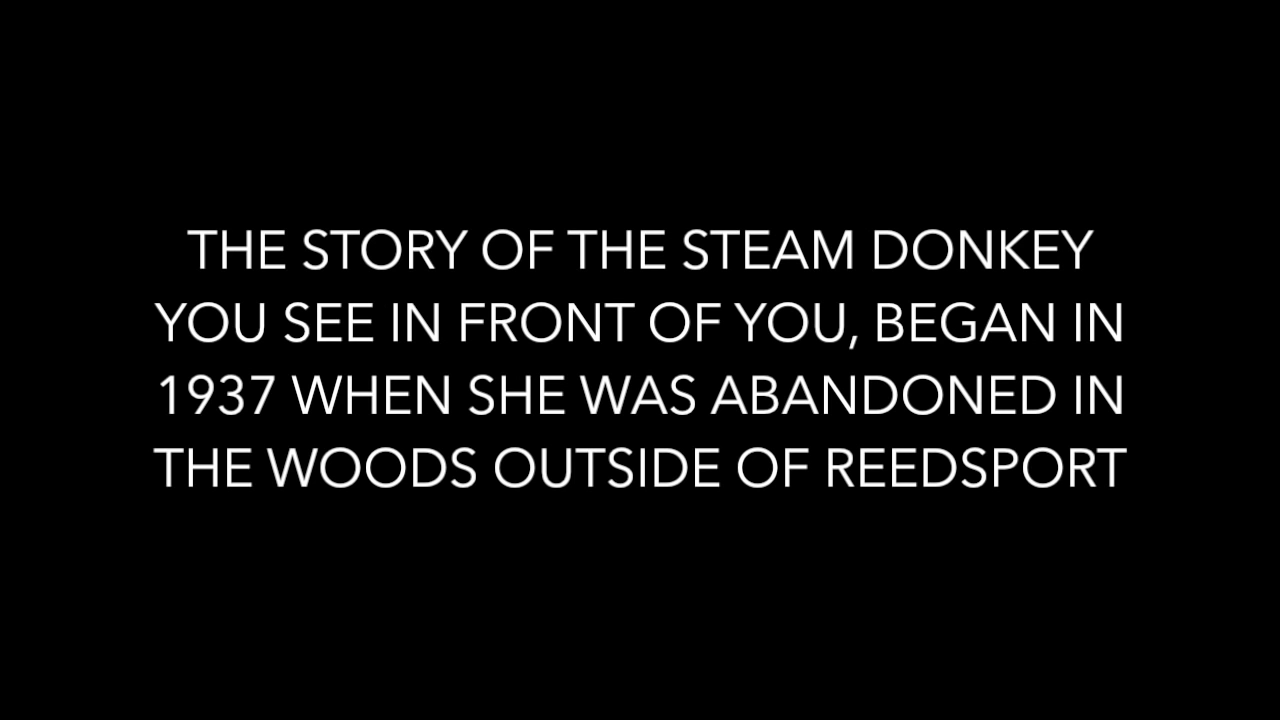 THE STORY OF THE STEAM DONKEY
YOU SEE IN FRONT OF YOU, BEGAN IN
1937 WHEN SHE WAS ABANDONED IN
THE WOODS OUTSIDE OF REEDSPORT